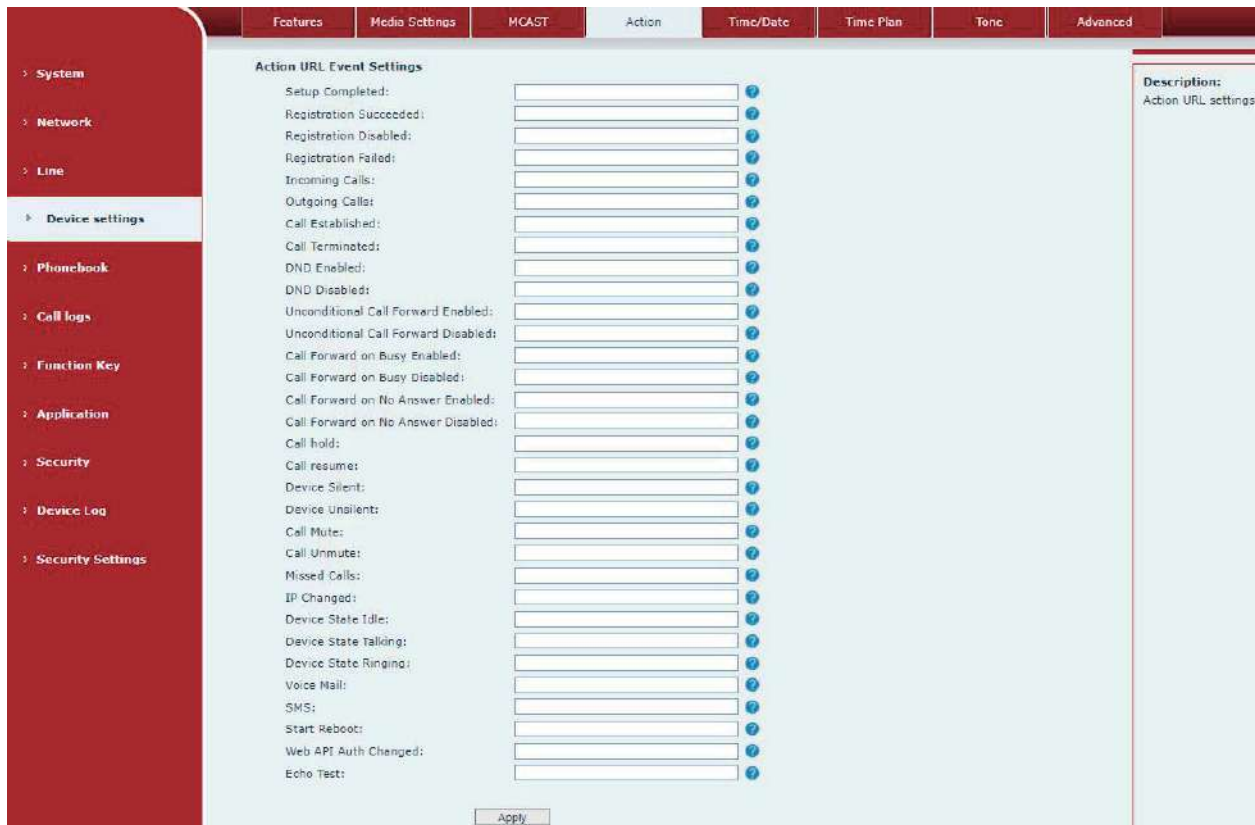 Features Media Settings MCAST Action Time/Date Time Plan Tone Advanced
System
Network
Line
Device settings
Phonebook
Call logs
Function Key
Application
Security
Device Log
Security Settings
Action URL Event Settings
Setup Completed:
Registration Succeeded:
Registration Disabled:
Registration Failed:
Incoming Calls:
Outgoing Calls:
Call Established:
Call Terminated:
DND Enabled:
DND Disabled:
Unconditional Call Forward Enabled:
Unconditional Call Forward Disabled:
Call Forward on Busy Enabled:
Call Forward on Busy Disabled:
Call Forward on No Answer Enabled:
Call Forward on No Answer Disabled:
Call hold:
Call resume:
Device Silent:
Device Unsilent:
Call Mute:
Call Unmute:
Missed Calls:
IP Changed:
Device State Idle:
Device State Talking:
Device State Ringing:
Voice Mail:
SMS:
Start Reboot:
Web API Auth Changed:
Echo Test:
Apply
Description:
Action URL settings